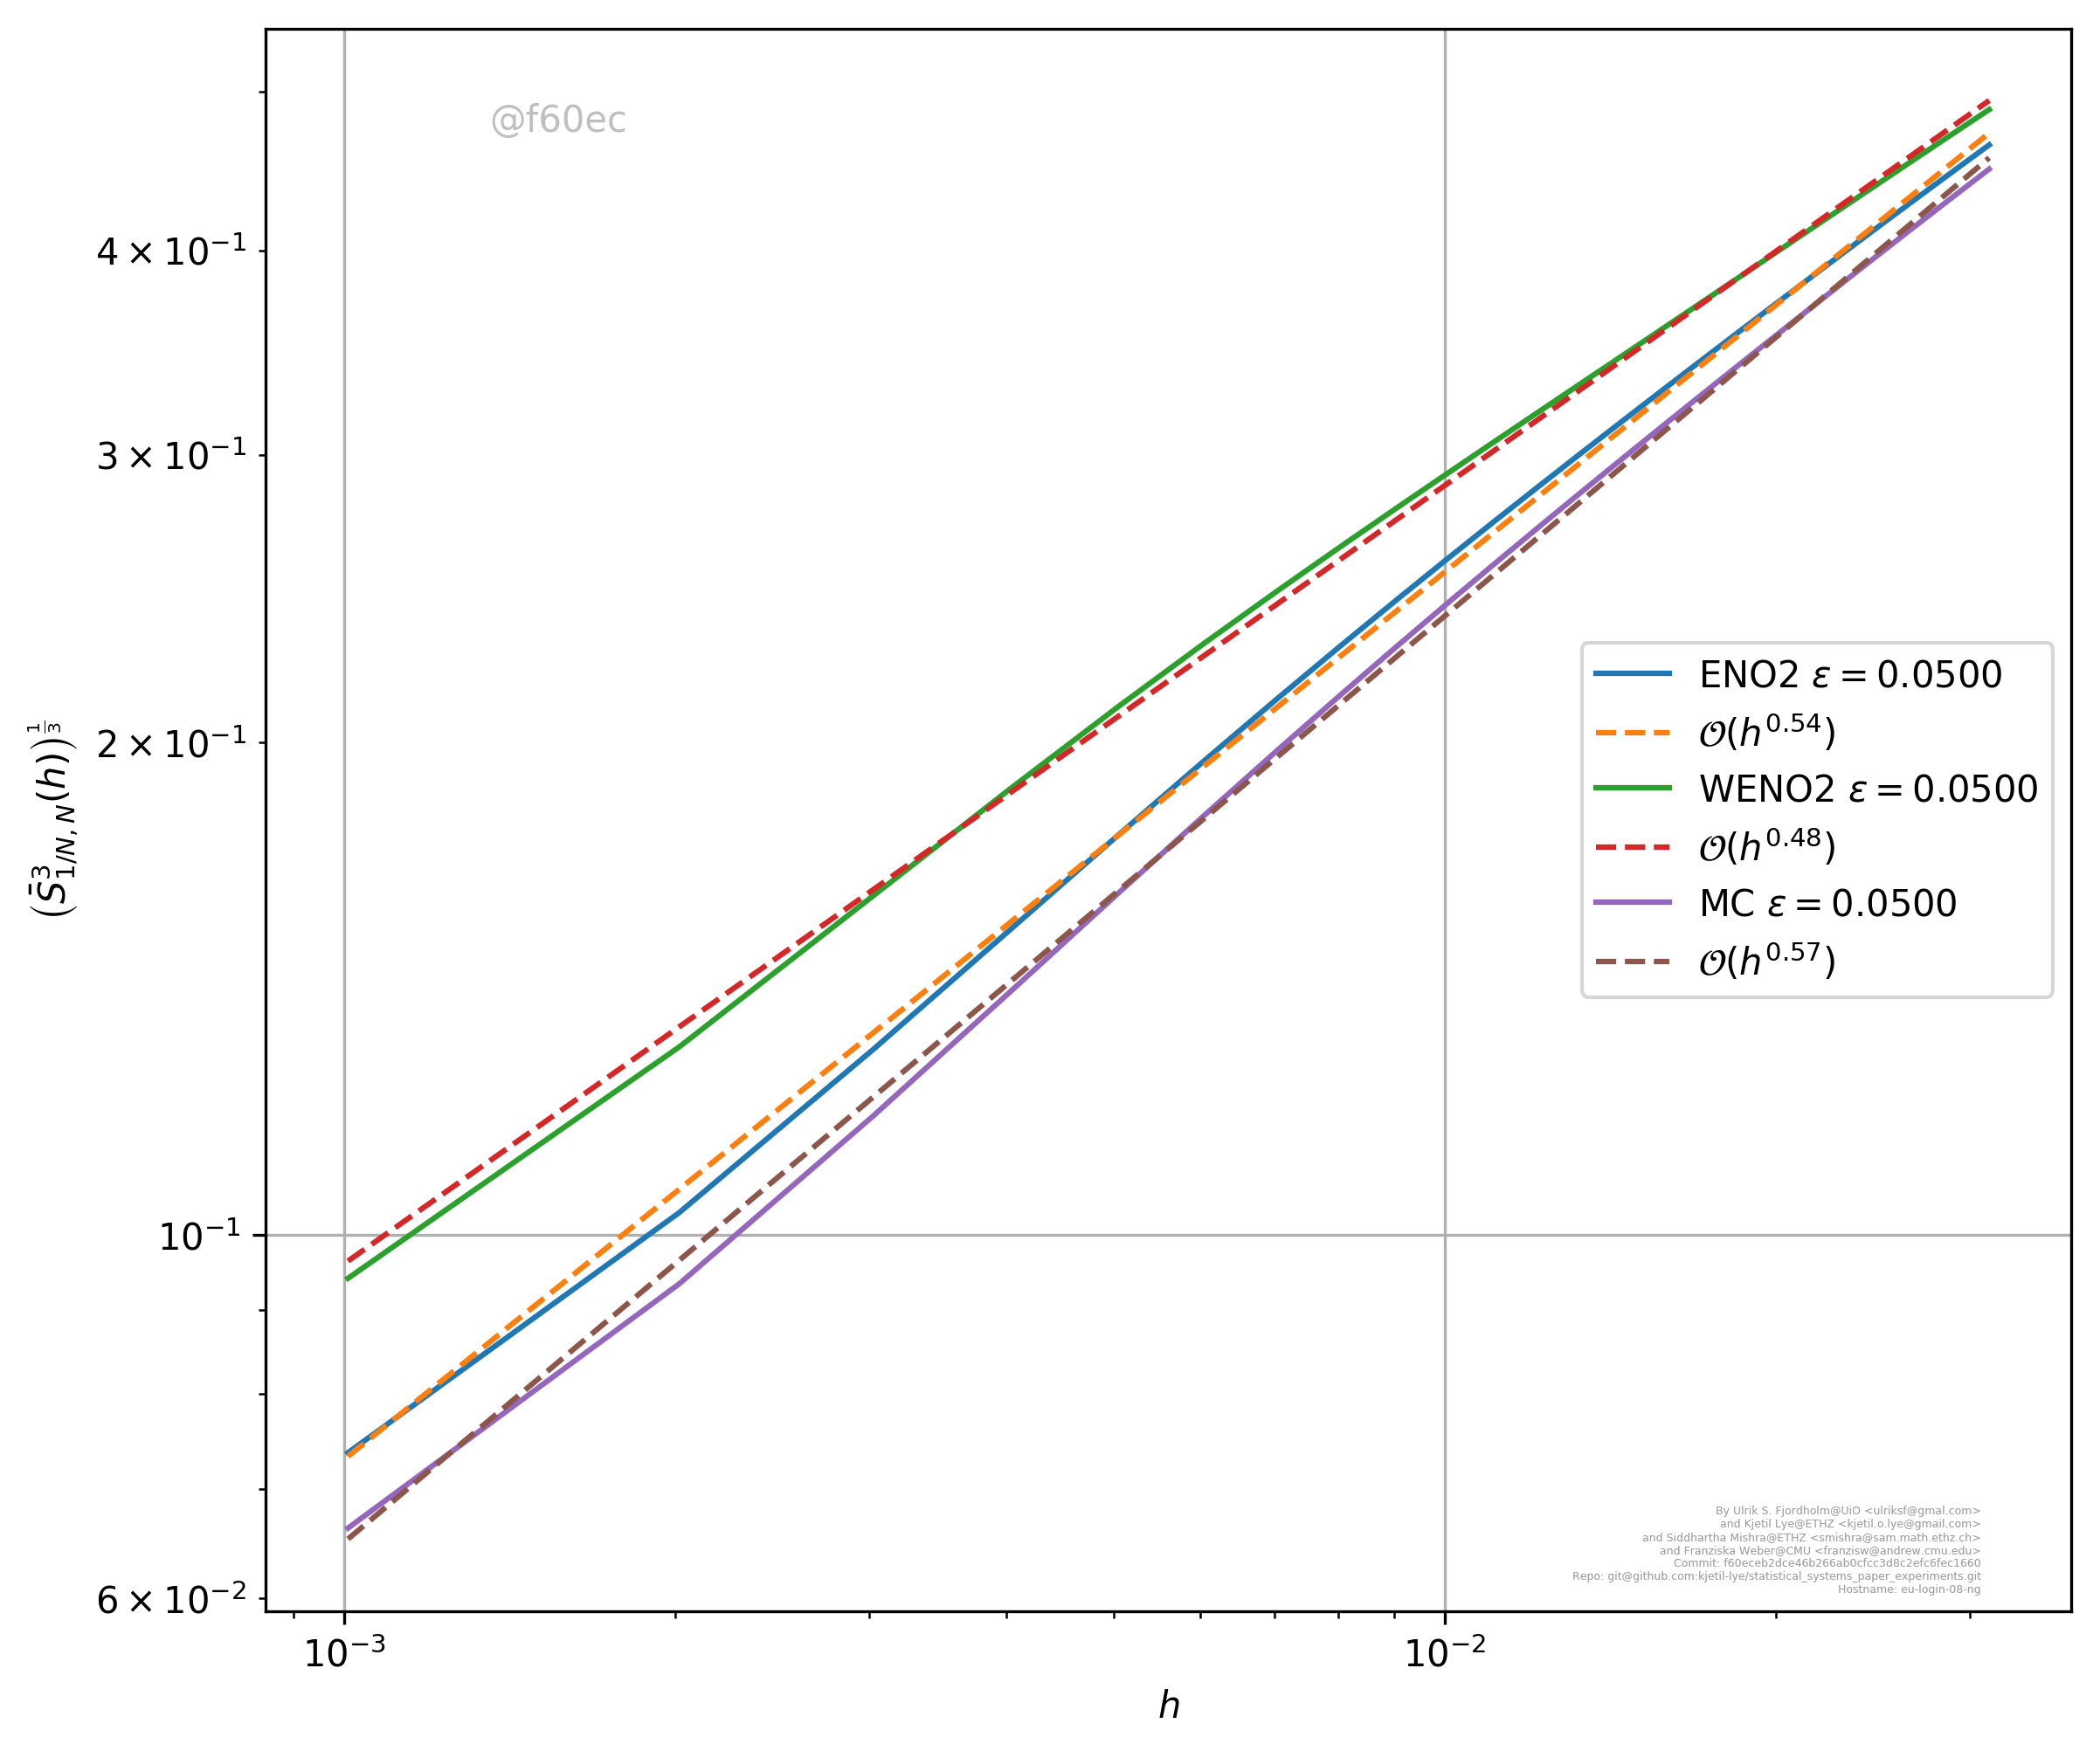 @f60ec
4 × 10⁻¹
3 × 10⁻¹
2 × 10⁻¹
10⁻¹
6 × 10⁻²
(S̄³₁/N,N(h))^(1/3)
ENO2 ε = 0.0500
𝒪(h^0.54)
WENO2 ε = 0.0500
𝒪(h^0.48)
MC ε = 0.0500
𝒪(h^0.57)
By Ulrik S. Fjordholm@UiO <ulriksf@gmal.com>
and Kjetil Lye@ETHZ <kjetil.o.lye@gmail.com>
and Siddhartha Mishra@ETHZ <smishra@sam.math.ethz.ch>
and Franziska Weber@CMU <franzisw@andrew.cmu.edu>
Commit: f60eceb2dce46b266ab0cfcc3d8c2efc6fec1660
Repo: git@github.com:kjetil-lye/statistical_systems_paper_experiments.git
Hostname: eu-login-08-ng
10⁻³
10⁻²
h